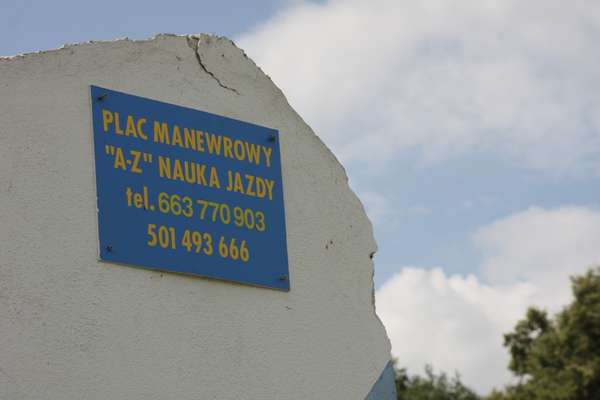 PLAC MANEWROWY
"A-Z" NAUKA JAZDY
tel. 663 770 903
501 493 666